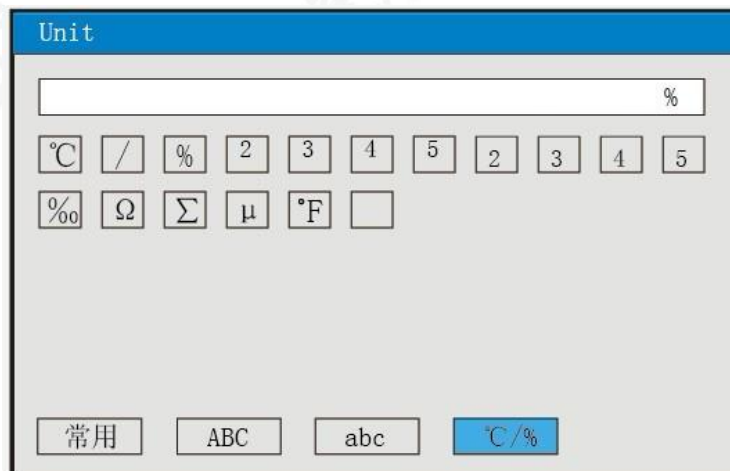 Unit
%
℃ / % ² ³ ⁴ ⁵ ₂ ₃ ₄ ₅
‰ Ω Σ μ ℉
常用 ABC abc ℃/%